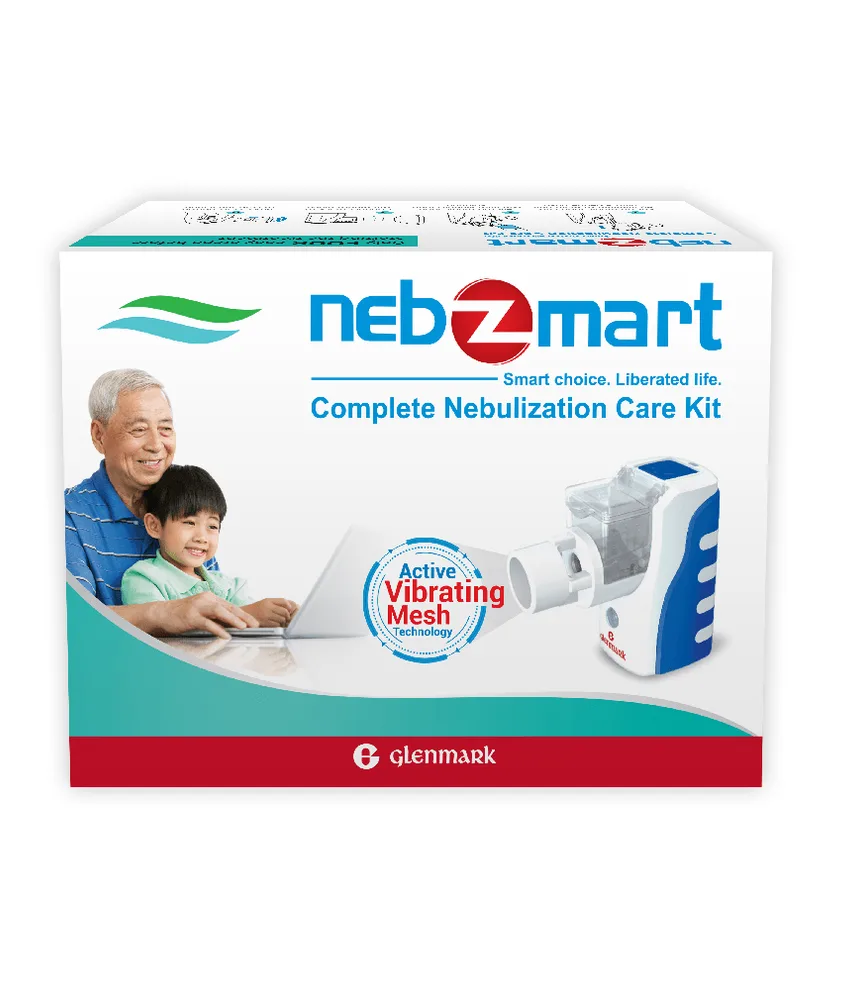 nebzmart
Smart choice. Liberated life.
Complete Nebulization Care Kit
Active
Vibrating
Mesh
Technology
Glenmark
Glenmark